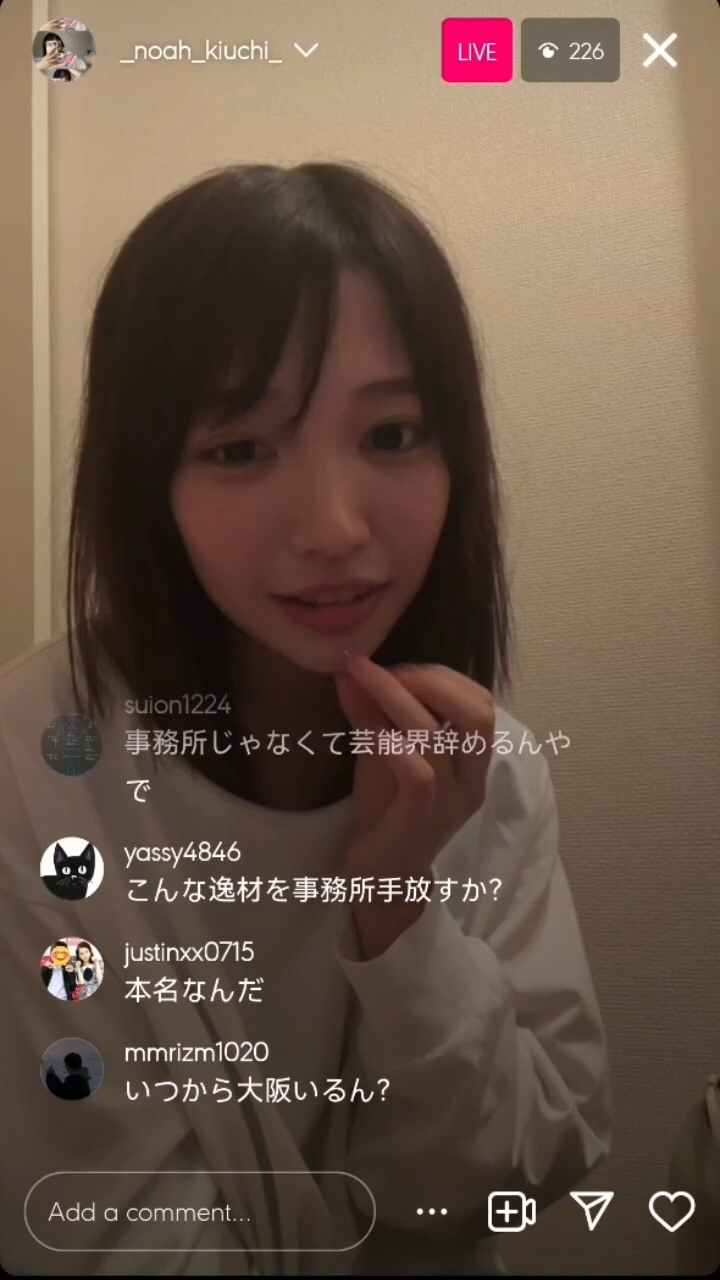 _noah_kiuchi_
LIVE
226
suion1224
事務所じゃなくて芸能界辞めるんや
で
yassy4846
こんな逸材を事務所手放すか?
justinxx0715
本名なんだ
mmrizm1020
いつから大阪いるん?
Add a comment...